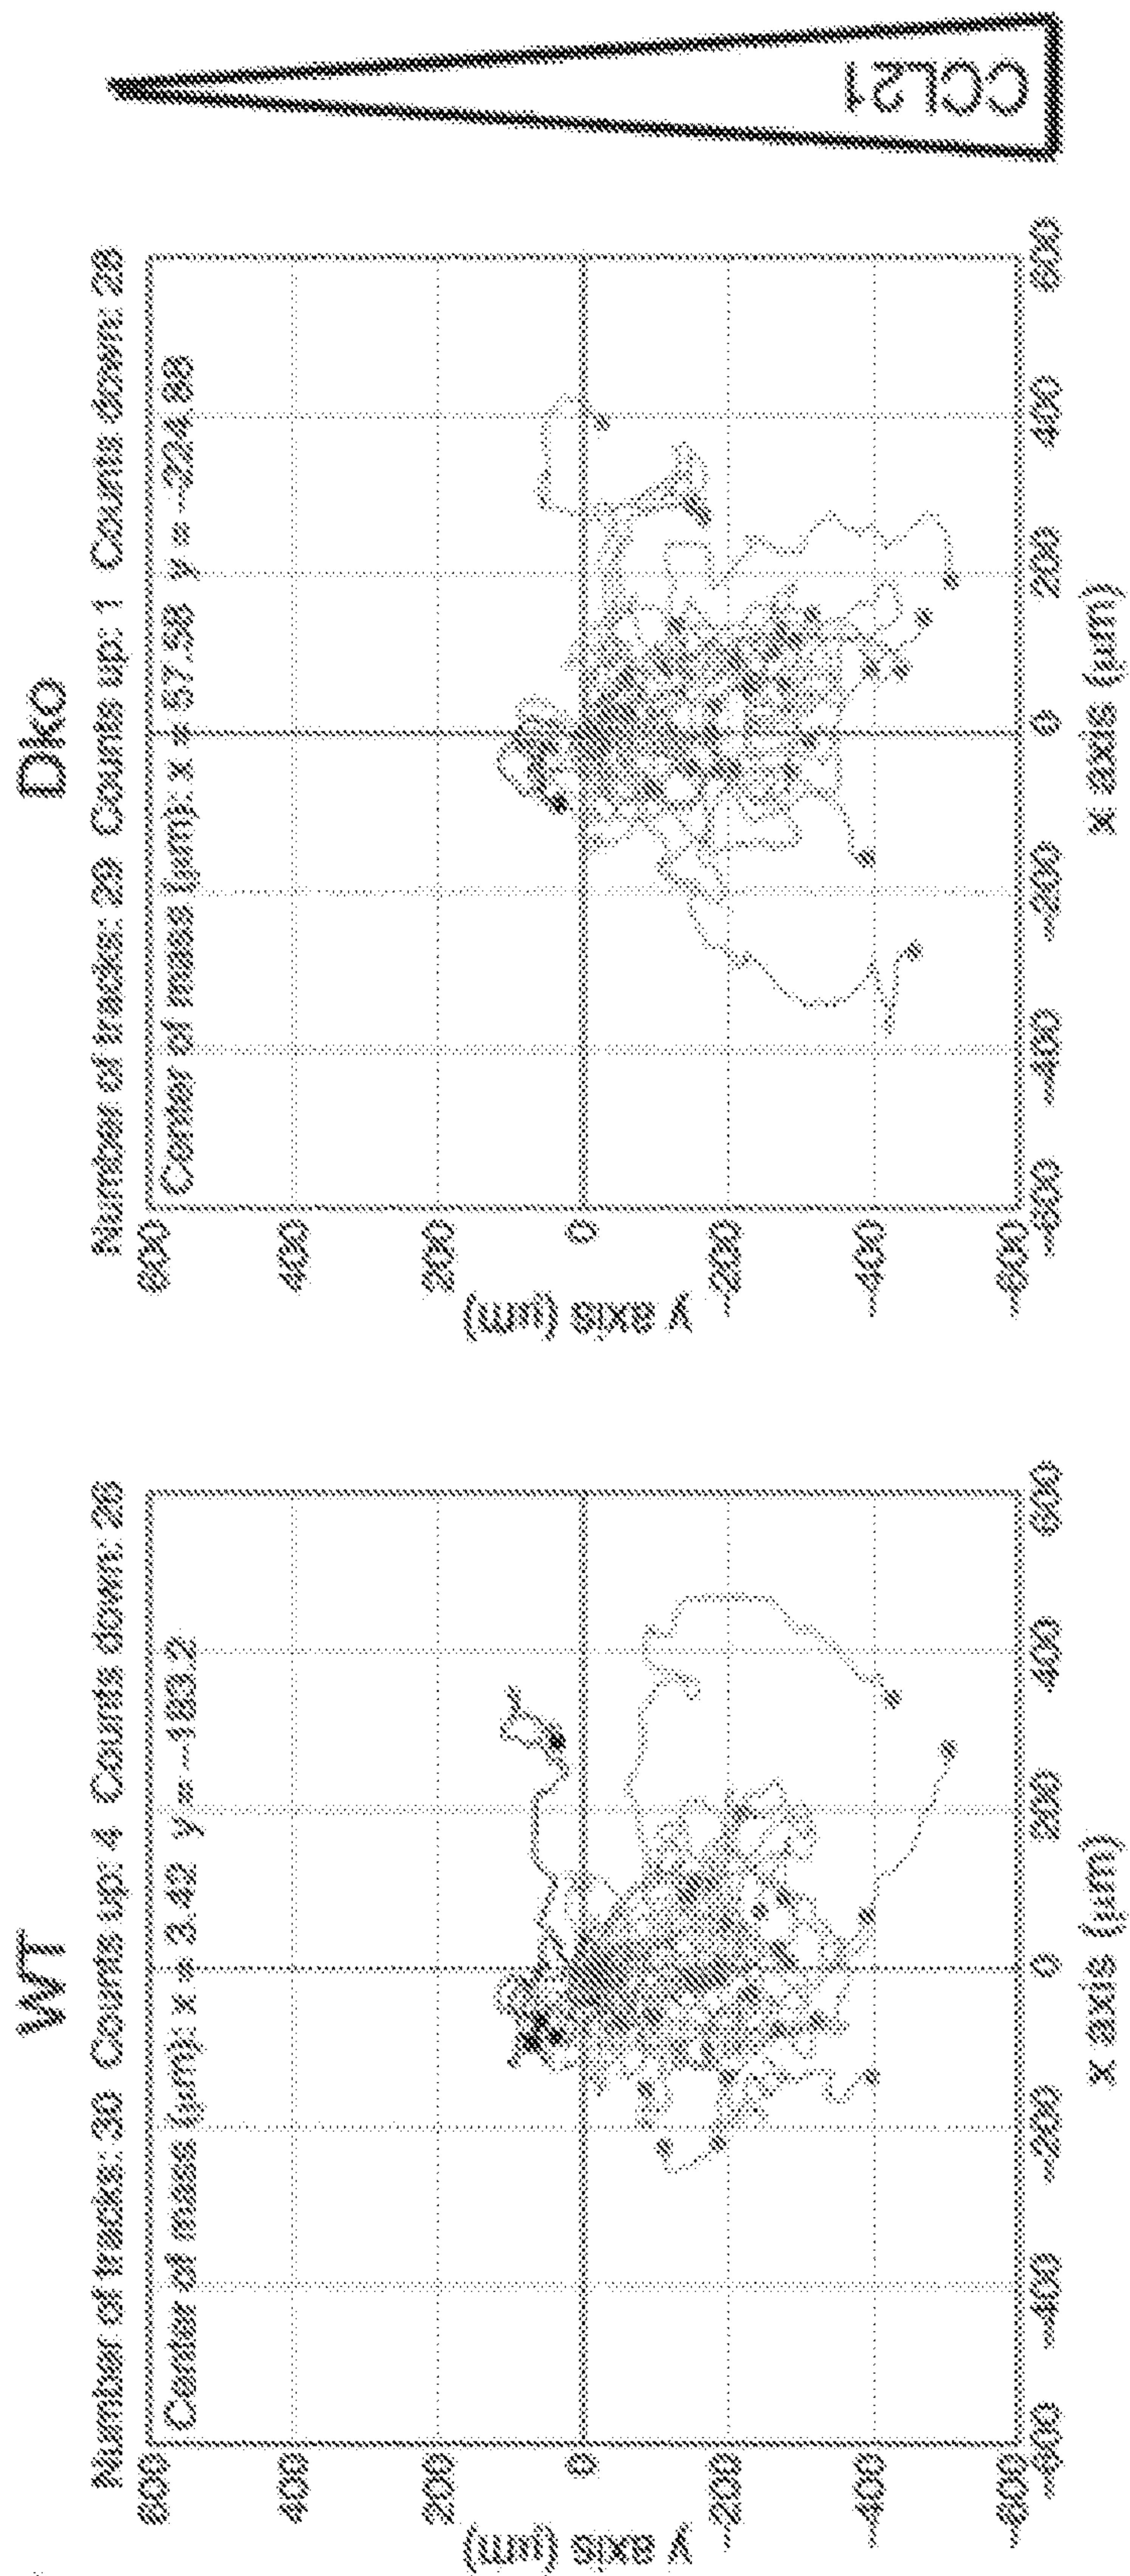 WT
Number of tracks: 30 Counts up: 4 Counts down: 26
Center of mass (μm): x = 3.42 y = -183.2
600
400
200
0
-200
-400
-600
y axis (μm)
-600 -400 -200 0 200 400 600
x axis (μm)
Dko
Number of tracks: 29 Counts up: 1 Counts down: 28
Center of mass (μm): x = 57.58 y = -224.88
600
400
200
0
-200
-400
-600
y axis (μm)
-600 -400 -200 0 200 400 600
x axis (μm)
CCL21